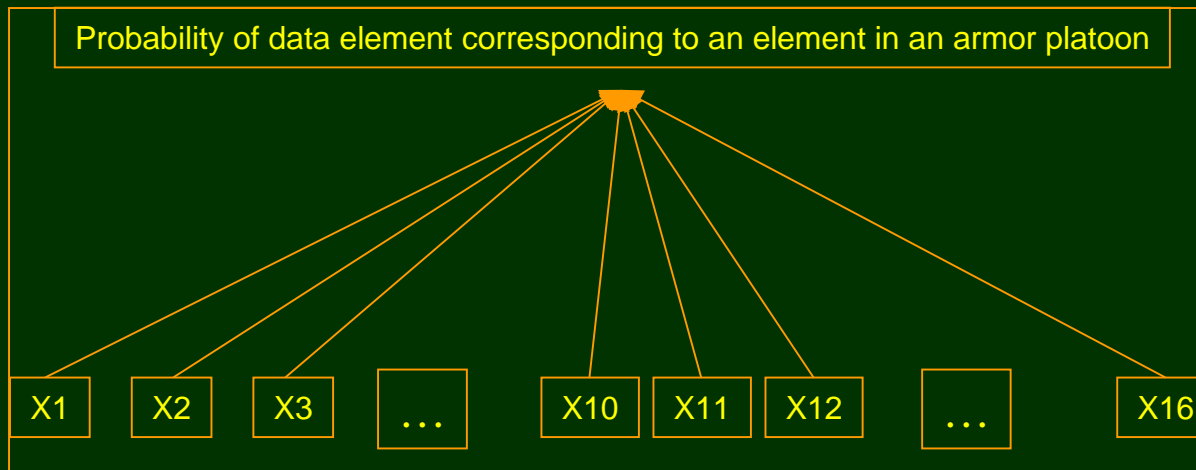 Probability of data element corresponding to an element in an armor platoon
X1 X2 X3 ... X10 X11 X12 ... X16